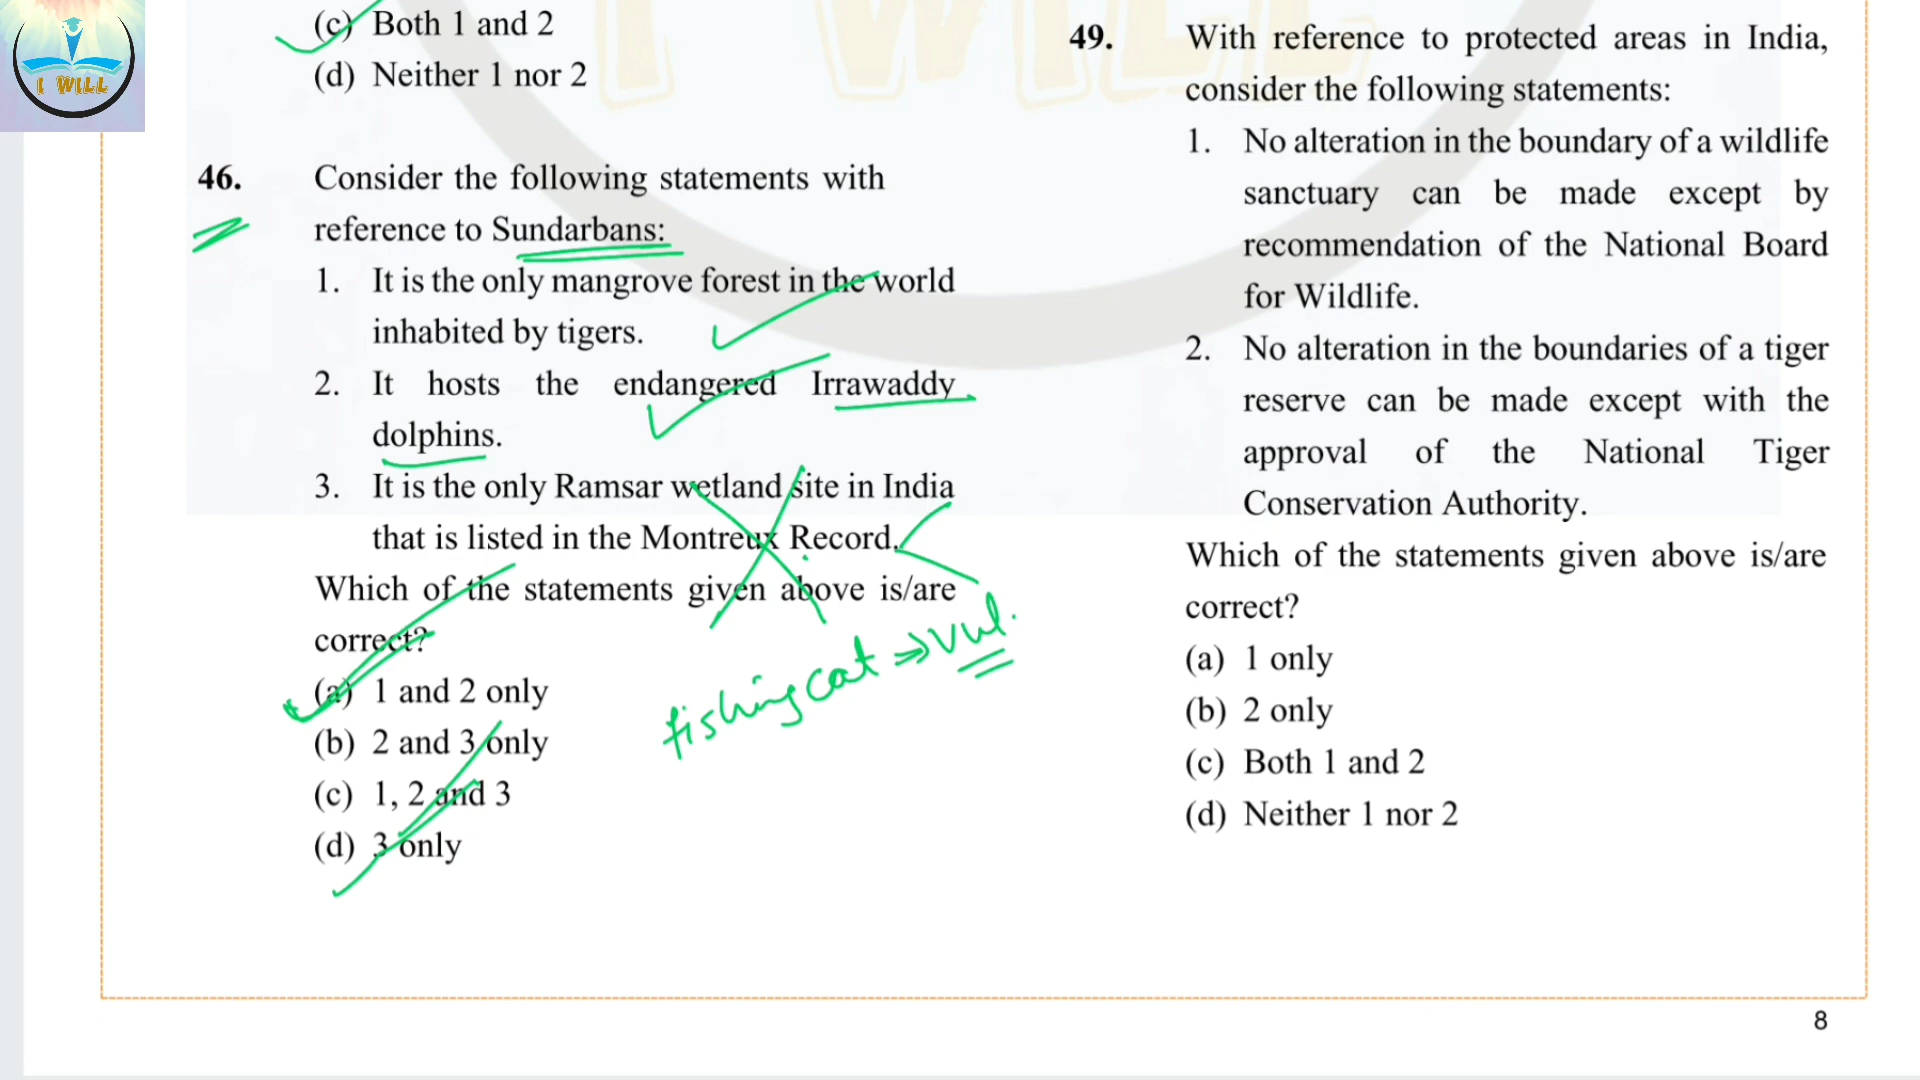 I WILL
(c) Both 1 and 2
(d) Neither 1 nor 2
46. Consider the following statements with
reference to Sundarbans:
1. It is the only mangrove forest in the world
inhabited by tigers.
2. It hosts the endangered Irrawaddy
dolphins.
3. It is the only Ramsar wetland site in India
that is listed in the Montreux Record.
Which of the statements given above is/are
correct?
(a) 1 and 2 only
(b) 2 and 3 only
(c) 1, 2 and 3
(d) 3 only
fishing cat ⇒ vul.
49. With reference to protected areas in India,
consider the following statements:
1. No alteration in the boundary of a wildlife
sanctuary can be made except by
recommendation of the National Board
for Wildlife.
2. No alteration in the boundaries of a tiger
reserve can be made except with the
approval of the National Tiger
Conservation Authority.
Which of the statements given above is/are
correct?
(a) 1 only
(b) 2 only
(c) Both 1 and 2
(d) Neither 1 nor 2
8
I WILL